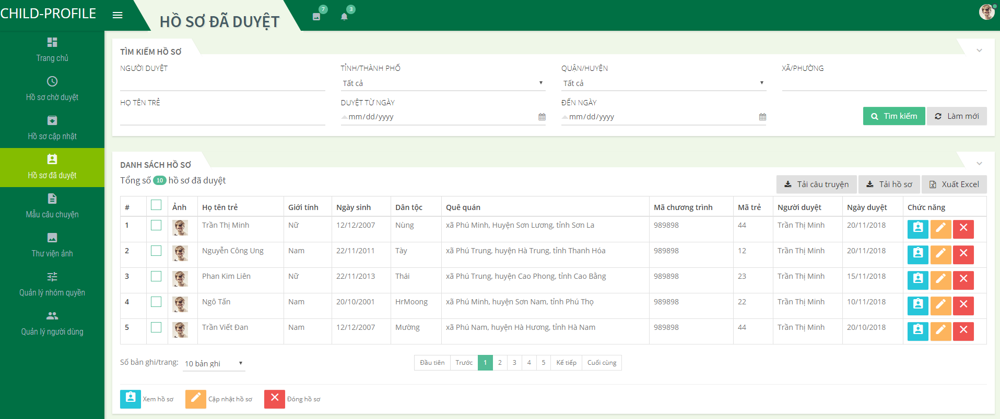 CHILD-PROFILE
HỒ SƠ ĐÃ DUYỆT
7
3
Trang chủ
Hồ sơ chờ duyệt
Hồ sơ cập nhật
Hồ sơ đã duyệt
Mẫu câu chuyện
Thư viện ảnh
Quản lý nhóm quyền
Quản lý người dùng
TÌM KIẾM HỒ SƠ
NGƯỜI DUYỆT TỈNH/THÀNH PHỐ QUẬN/HUYỆN XÃ/PHƯỜNG
Tất cả Tất cả
HỌ TÊN TRẺ DUYỆT TỪ NGÀY ĐẾN NGÀY
mm/dd/yyyy mm/dd/yyyy Tìm kiếm Làm mới
DANH SÁCH HỒ SƠ
Tổng số 10 hồ sơ đã duyệt Tải câu truyện Tải hồ sơ Xuất Excel
# Ảnh Họ tên trẻ Giới tính Ngày sinh Dân tộc Quê quán Mã chương trình Mã trẻ Người duyệt Ngày duyệt Chức năng
1 Trần Thị Minh Nữ 12/12/2007 Nùng xã Phú Minh, Huyện Sơn Lương, tỉnh Sơn La 989898 44 Trần Thị Minh 20/11/2018
2 Nguyễn Công Ung Nam 22/11/2011 Tày xã Phú Trung, huyện Hà Trung, tỉnh Thanh Hóa 989898 12 Trần Thị Minh 20/11/2018
3 Phan Kim Liên Nữ 22/11/2013 Thái xã Phú Trung, huyện Cao Phong, tỉnh Cao Bằng 989898 23 Trần Thị Minh 15/11/2018
4 Ngô Tấn Nam 20/10/2001 HrMoong xã Phú Minh, huyện Sơn Nam, tỉnh Phú Thọ 989898 22 Trần Thị Minh 10/11/2018
5 Trần Viết Đan Nam 12/12/2007 Mường xã Phú Nam, huyện Hà Hương, tỉnh Hà Nam 989898 44 Trần Thị Minh 20/10/2018
Số bản ghi/trang: 10 bản ghi Đầu tiên Trước 1 2 3 4 5 Kế tiếp Cuối cùng
Xem hồ sơ Cập nhật hồ sơ Đóng hồ sơ